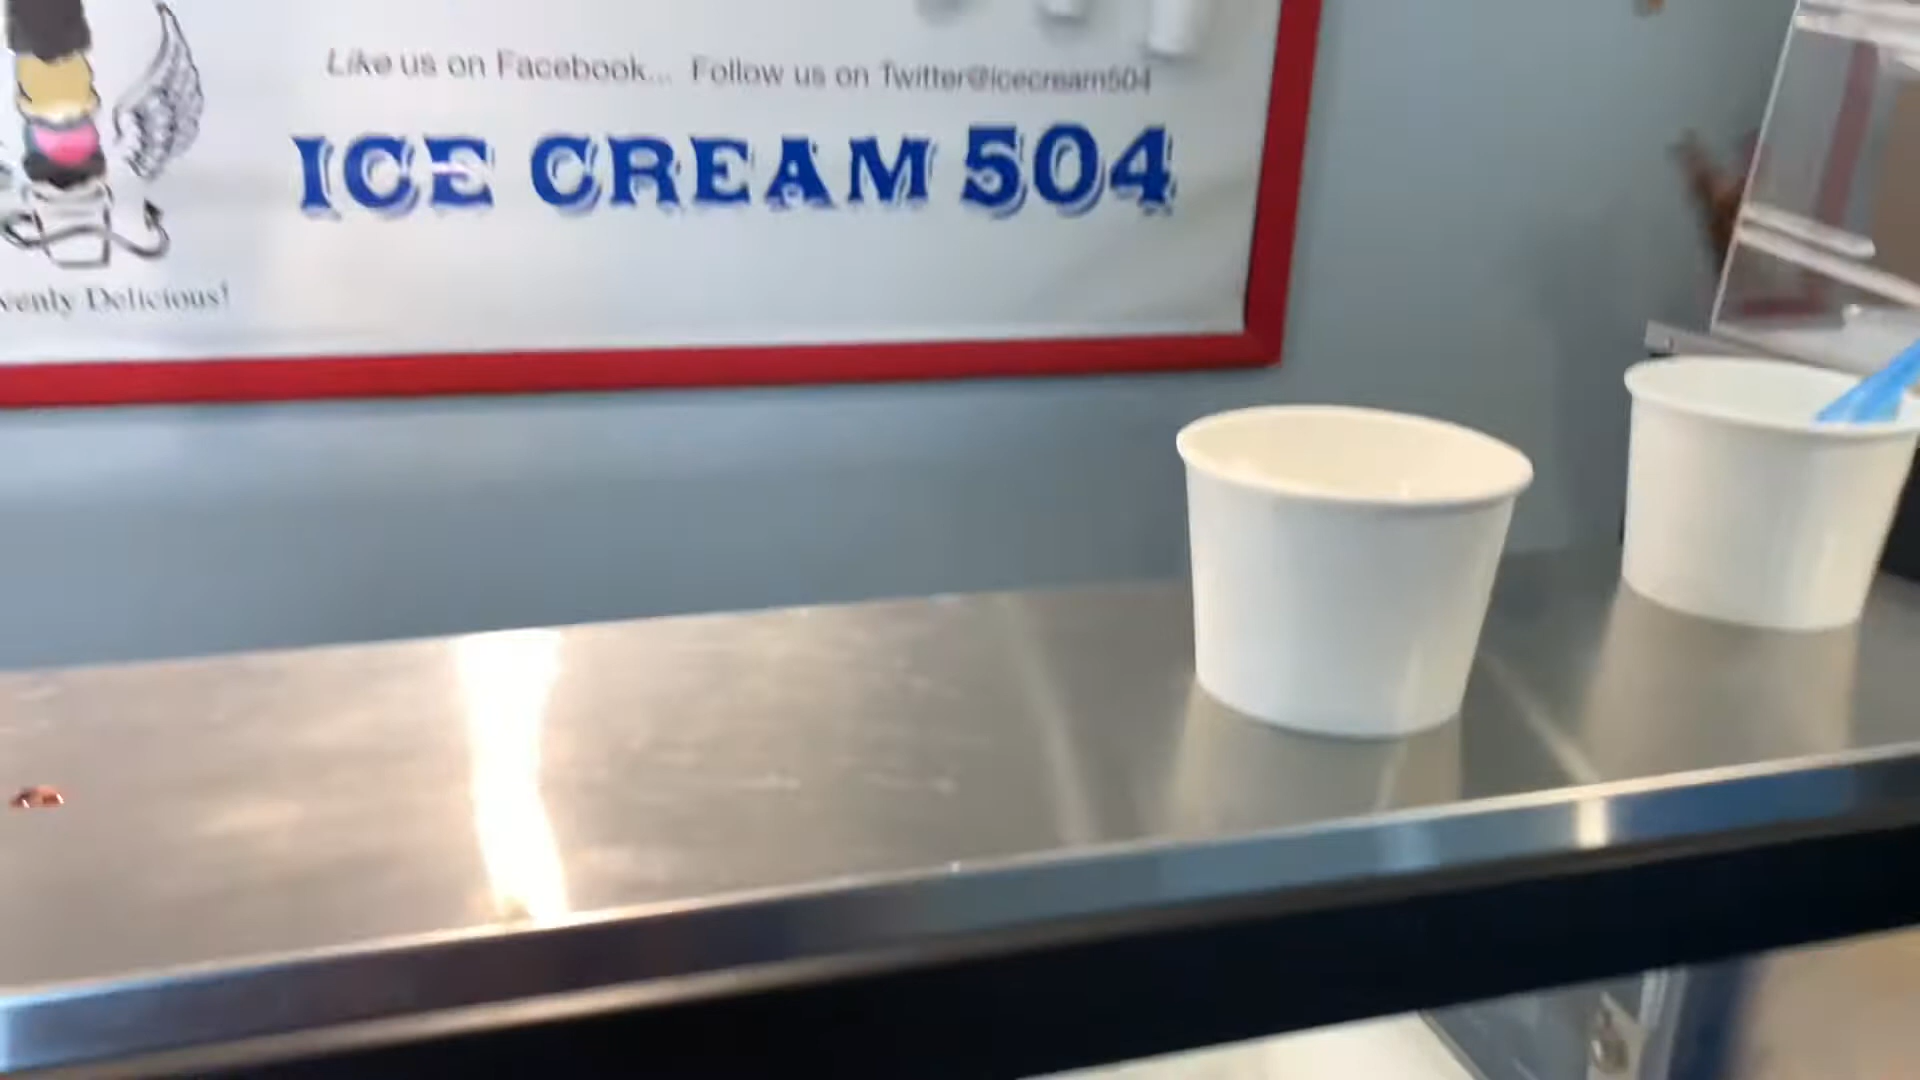 Like us on Facebook... Follow us on Twitter@icecream504
ICE CREAM 504
venly Delicious!